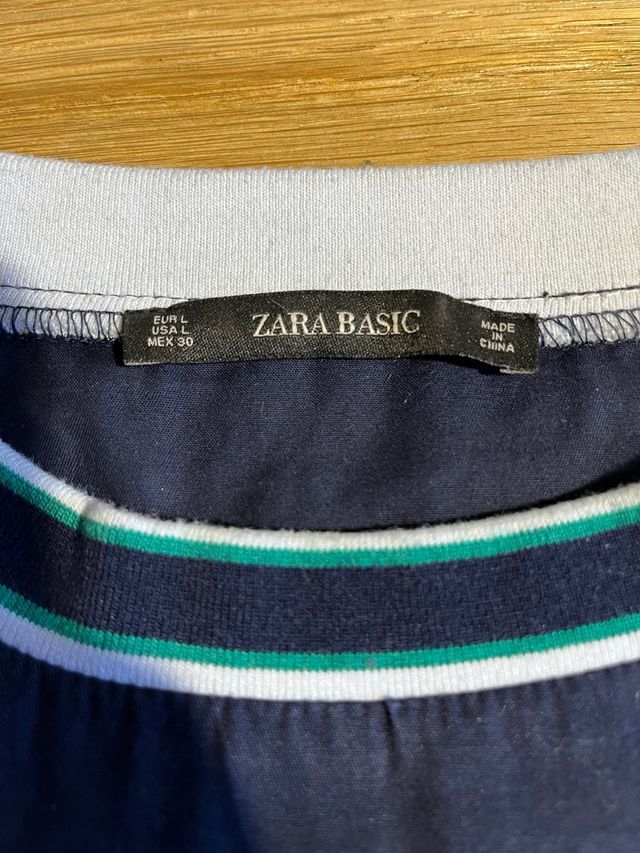 EUR L
USA L
MEX 30
ZARA BASIC
MADE
IN
CHINA